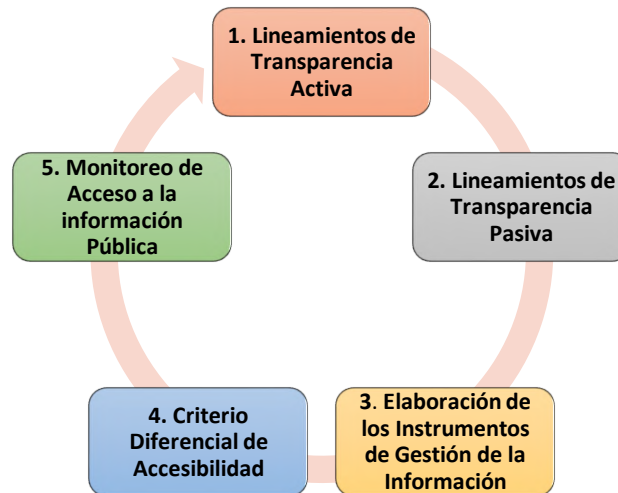 1. Lineamientos de
Transparencia
Activa
2. Lineamientos de
Transparencia
Pasiva
3. Elaboración de
los Instrumentos
de Gestión de la
Información
4. Criterio
Diferencial de
Accesibilidad
5. Monitoreo de
Acceso a la
información
Pública